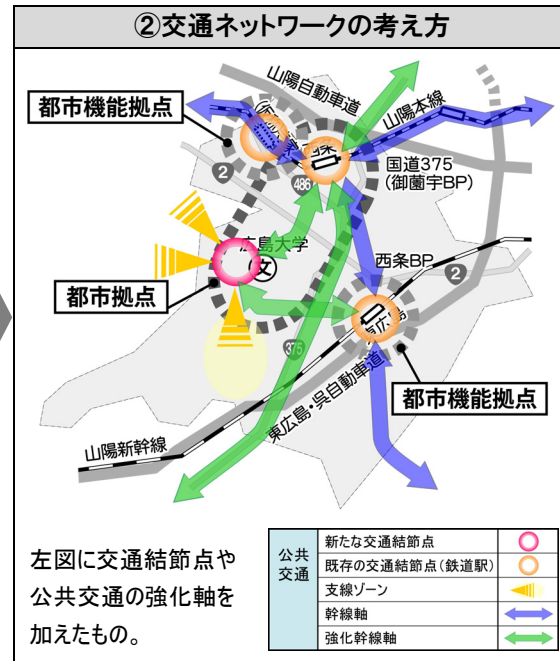 ②交通ネットワークの考え方
山陽自動車道
山陽本線
都市機能拠点
2
486
国道375
(御薗宇BP)
広島大学
文
西条BP
2
都市拠点
375
東広島
都市機能拠点
東広島・呉自動車道
山陽新幹線
左図に交通結節点や
公共交通の強化軸を
加えたもの。
公共
交通
新たな交通結節点
既存の交通結節点(鉄道駅)
支線ゾーン
幹線軸
強化幹線軸